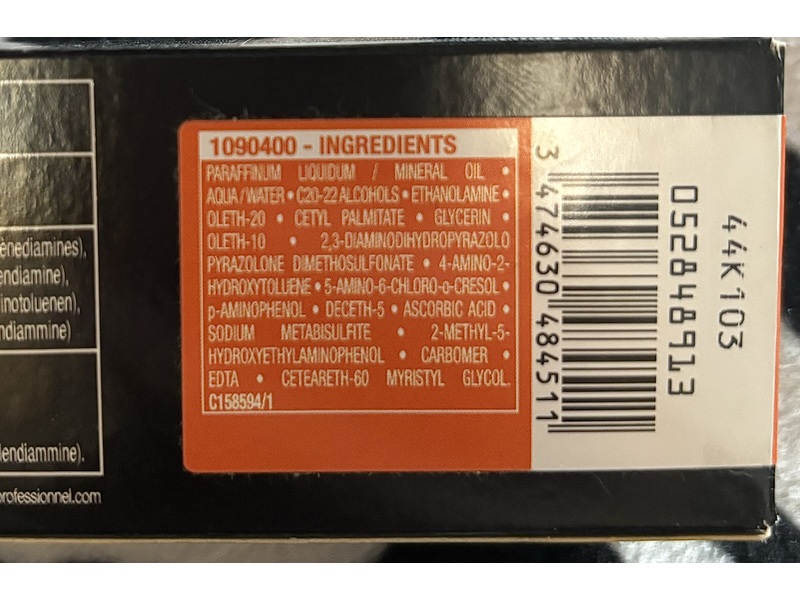 énediamines),
endiamine),
inotoluenen),
ndiammine)
lendiammine).
professionnel.com
1090400 - INGREDIENTS
PARAFFINUM LIQUIDUM / MINERAL OIL •
AQUA / WATER • C20-22 ALCOHOLS • ETHANOLAMINE •
OLETH-20 • CETYL PALMITATE • GLYCERIN •
OLETH-10 • 2,3-DIAMINODIHYDROPYRAZOLO
PYRAZOLONE DIMETHOSULFONATE • 4-AMINO-2-
HYDROXYTOLUENE • 5-AMINO-6-CHLORO-o-CRESOL •
p-AMINOPHENOL • DECETH-5 • ASCORBIC ACID •
SODIUM METABISULFITE • 2-METHYL-5-
HYDROXYETHYLAMINOPHENOL • CARBOMER •
EDTA • CETEARETH-60 MYRISTYL GLYCOL.
C158594/1
3 474630 484511
052848913
44K103